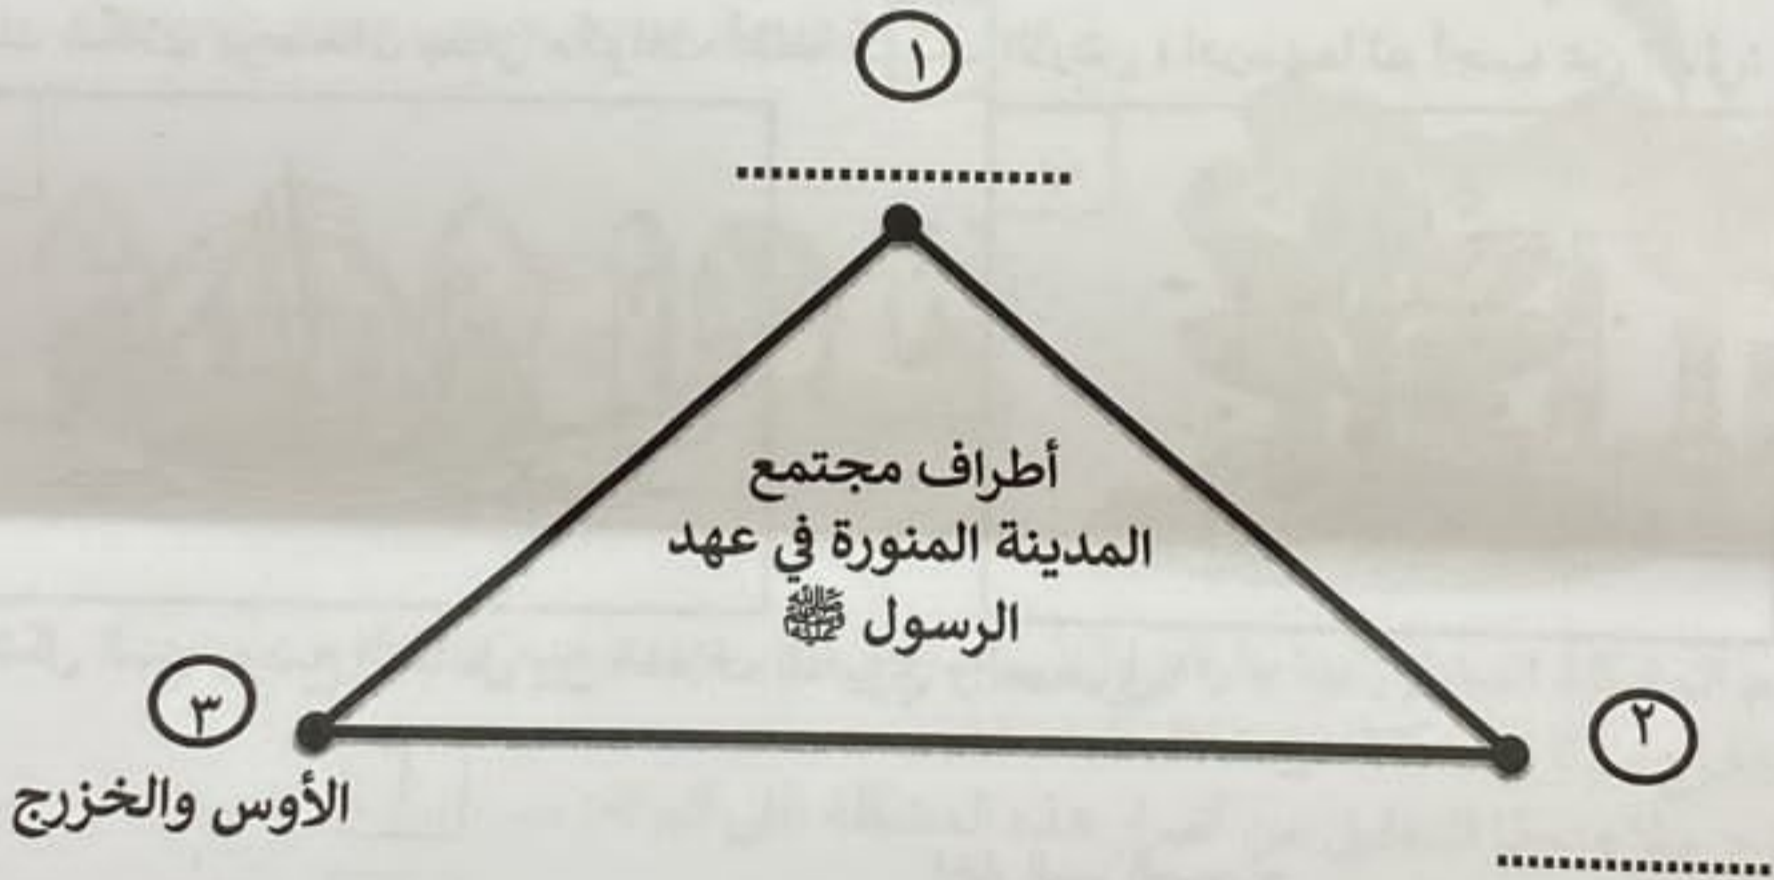 ١
أطراف مجتمع
المدينة المنورة في عهد
الرسول ﷺ
٣
٢
الأوس والخزرج